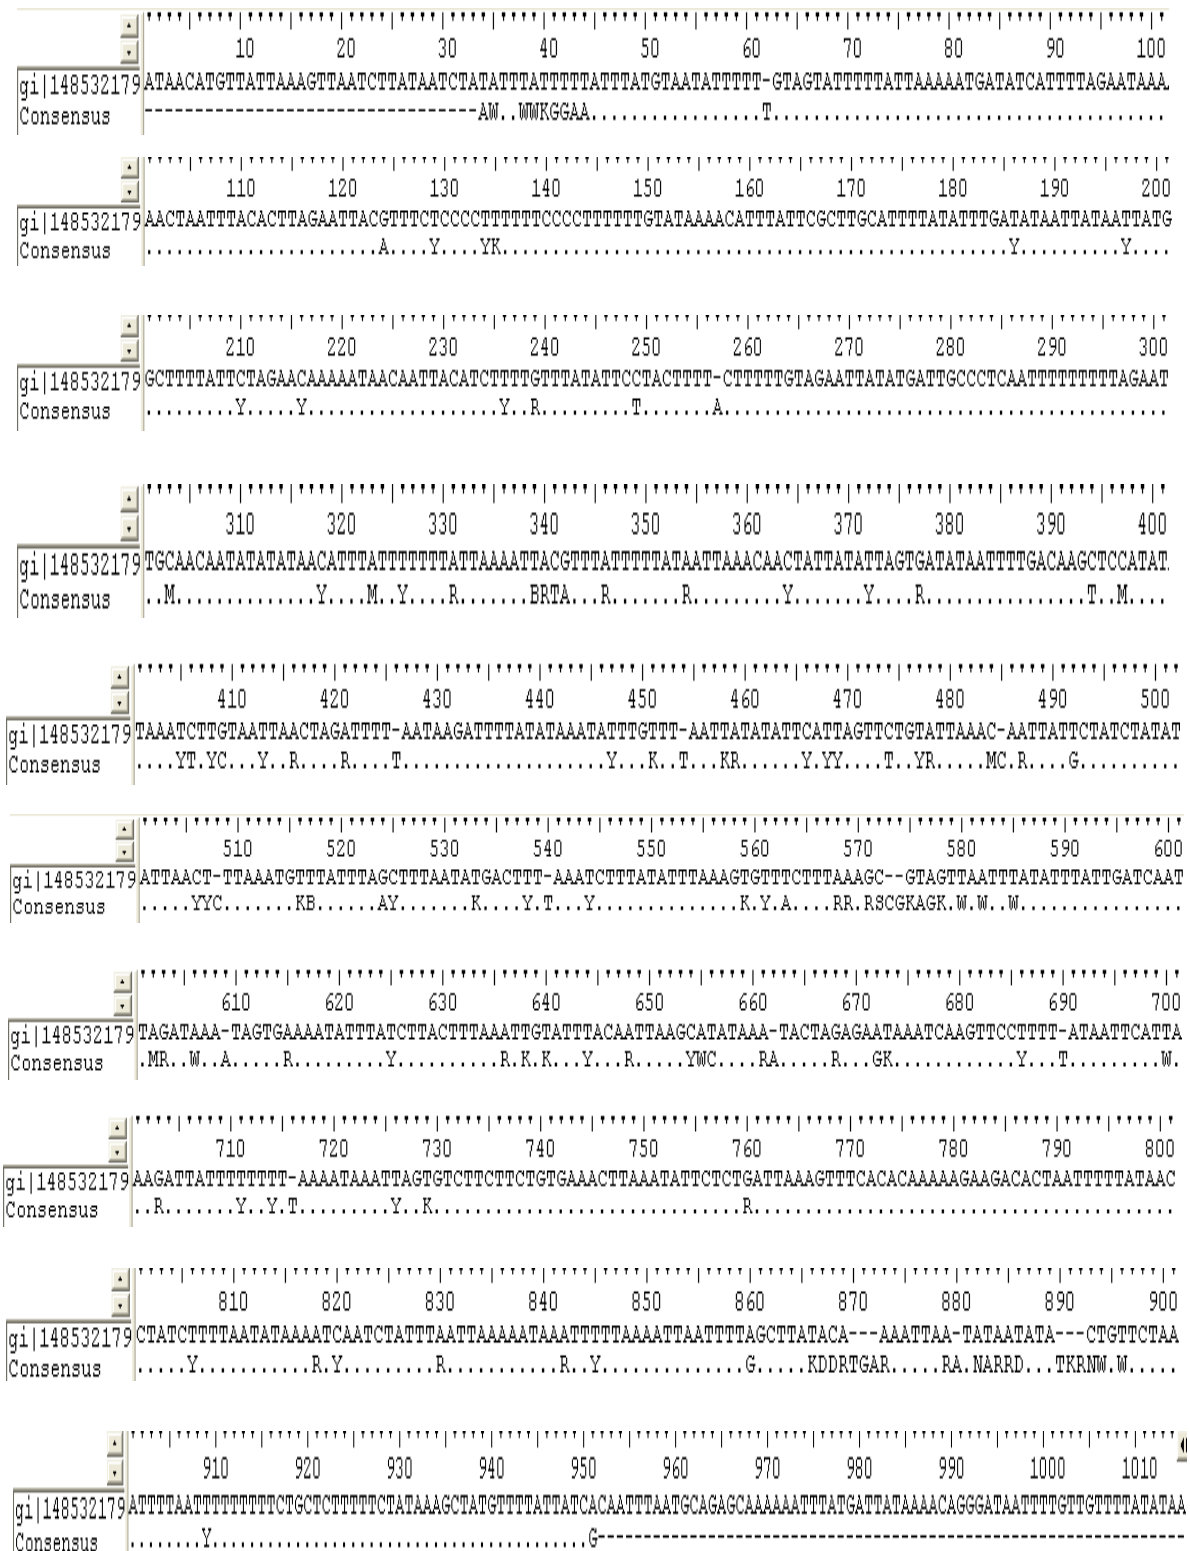 10 20 30 40 50 60 70 80 90 100
gi|148532179 ATAACATGTTATTAAAGTTAATCTTATAATCTATATTTATTTTTATTTATGTAATATTTTT-GTAGTATTTTTATTAAAAATGATATCATTTTAGAATAAA
Consensus ---------------------------------AW..WWKGGAA.................T.......................................
110 120 130 140 150 160 170 180 190 200
gi|148532179 AACTAATTTACACTTAGAATTACGTTTCTCCCCTTTTTTCCCCTTTTTTGTATAAAACATTTATTCGCTTGCATTTTATATTTGATATAATTATAATTATG
Consensus .......................A....Y....YK..................................................Y..........Y....
210 220 230 240 250 260 270 280 290 300
gi|148532179 GCTTTTATTCTAGAACAAAAATAACAATTACATCTTTTGTTTATATTCCTACTTTT-CTTTTTGTAGAATTATATGATTGCCCTCAATTTTTTTTTAGAAT
Consensus .........Y.....Y...................Y..R.........T.......A............................................
310 320 330 340 350 360 370 380 390 400
gi|148532179 TGCAACAATATATATAACATTTATTTTTTTATTAAAATTACGTTTATTTTTATAATTAAACAACTATTATATTAGTGATATAATTTTGACAAGCTCCATAT
Consensus ..M..............Y....M..Y....R.......BRTA...R.......R.........Y.......Y....R................T..M....
410 420 430 440 450 460 470 480 490 500
gi|148532179 TAAATCTTGTAATTAACTAGATTTT-AATAAGATTTTATATAAATATTTGTTT-AATTATATATTCATTAGTTCTGTATTAAAC-AATTATTCTATCTATAT
Consensus ....YT.YC...Y..R....R....T....................Y...K..T...KR......Y.YY....T..YR.....MC.R....G..........
510 520 530 540 550 560 570 580 590 600
gi|148532179 ATTAACT-TTAAATGTTTATTTAGCTTTAATATGACTTT-AAATCTTTATATTTAAAGTGTTTCTTTAAAGC--GTAGTTAATTTATATTTATTGATCAAT
Consensus .....YYC.......KB......AY.......K....Y.T...Y..............K.Y.A....RR.RSCGKAGK.W.W..W................
610 620 630 640 650 660 670 680 690 700
gi|148532179 TAGATAAA-TAGTGAAAATATTTATCTTACTTTAAATTGTATTTACAATTAAGCATATAAA-TACTAGAGAATAAATCAAGTTCCTTTT-ATAATTCATTA
Consensus .MR..W..A.....R.........Y..........R.K.K...Y...R.....YWC....RA.....R...GK............Y...T.........W.
710 720 730 740 750 760 770 780 790 800
gi|148532179 AAGATTATTTTTTTT-AAAATAAATTAGTGTCTTCTTCTGTGAAACTTAAATATTCTCTGATTAAAGTTTCACACAAAAAGAAGACACTAATTTTTATAAC
Consensus ..R.......Y..Y.T.........Y..K..............................R.........................................
810 820 830 840 850 860 870 880 890 900
gi|148532179 CTATCTTTTAATATAAAATCAATCTATTTAATTAAAAATAAATTTTTAAAATTAATTTTAGCTTATACA---AAATTAA-TATAATATA---CTGTTCTAA
Consensus .....Y...........R.Y.........R...........R..Y..............G.....KDDRTGAR.....RA.NARRD...TKRNW.W.....
910 920 930 940 950 960 970 980 990 1000 1010
gi|148532179 ATTTTAATTTTTTTTTCTGCTCTTTTTCTATAAAGCTATGTTTTATTATCACAATTTAATGCAGAGCAAAAAATTTATGATTATAAAACAGGGATAATTTTGTTGTTTTATATAA
Consensus ........Y.........................................G----------------------------------------------------------------